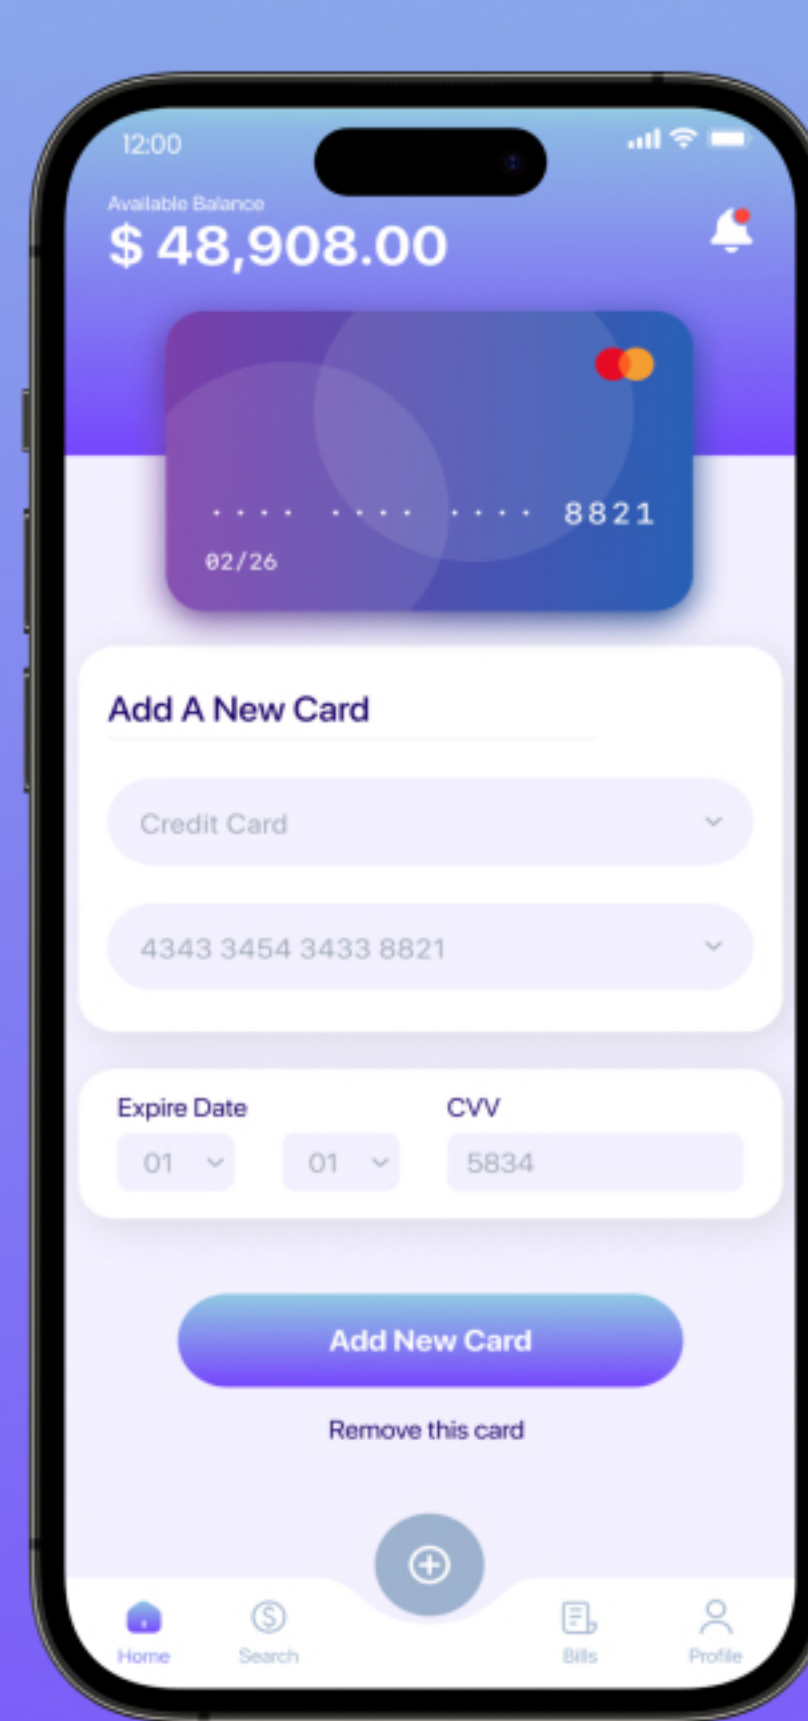 12:00
Available Balance
$ 48,908.00
.... .... .... 8821
02/26
Add A New Card
Credit Card
4343 3454 3433 8821
Expire Date CVV
01 01 5834
Add New Card
Remove this card
Home Search Bills Profile